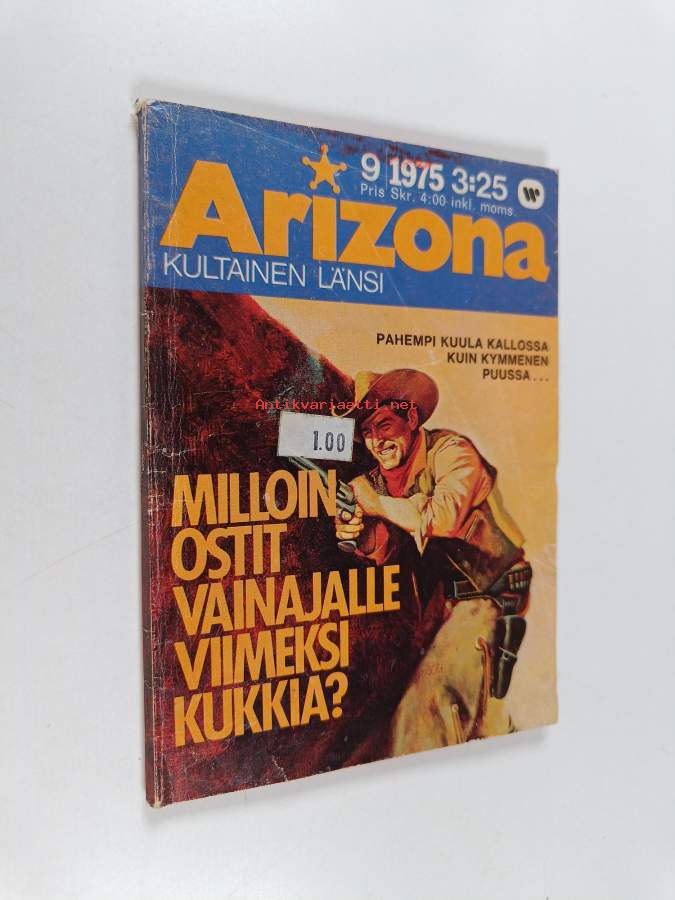 9 1975 3:25
Pris Skr. 4:00 inkl. moms.
Arizona
KULTAINEN LÄNSI
PAHEMPI KUULA KALLOSSA
KUIN KYMMENEN
PUUSSA...
Antikvariaatti.net
1.00
MILLOIN
OSTIT
VAINAJALLE
VIIMEKSI
KUKKIA?